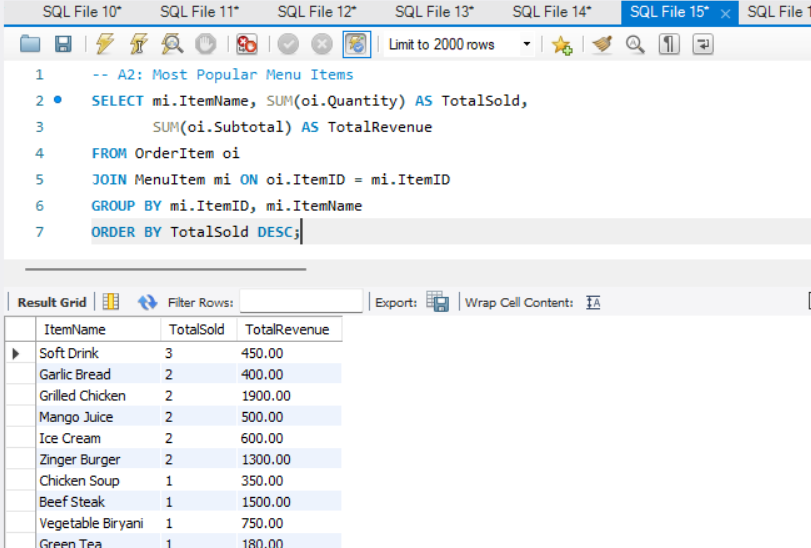 SQL File 10* SQL File 11* SQL File 12* SQL File 13* SQL File 14* SQL File 15* × SQL File 1
Limit to 2000 rows
1 -- A2: Most Popular Menu Items
2 SELECT mi.ItemName, SUM(oi.Quantity) AS TotalSold,
3 SUM(oi.Subtotal) AS TotalRevenue
4 FROM OrderItem oi
5 JOIN MenuItem mi ON oi.ItemID = mi.ItemID
6 GROUP BY mi.ItemID, mi.ItemName
7 ORDER BY TotalSold DESC;
Result Grid Filter Rows: Export: Wrap Cell Content: IA
ItemName TotalSold TotalRevenue
Soft Drink 3 450.00
Garlic Bread 2 400.00
Grilled Chicken 2 1900.00
Mango Juice 2 500.00
Ice Cream 2 600.00
Zinger Burger 2 1300.00
Chicken Soup 1 350.00
Beef Steak 1 1500.00
Vegetable Biryani 1 750.00
Green Tea 1 180.00